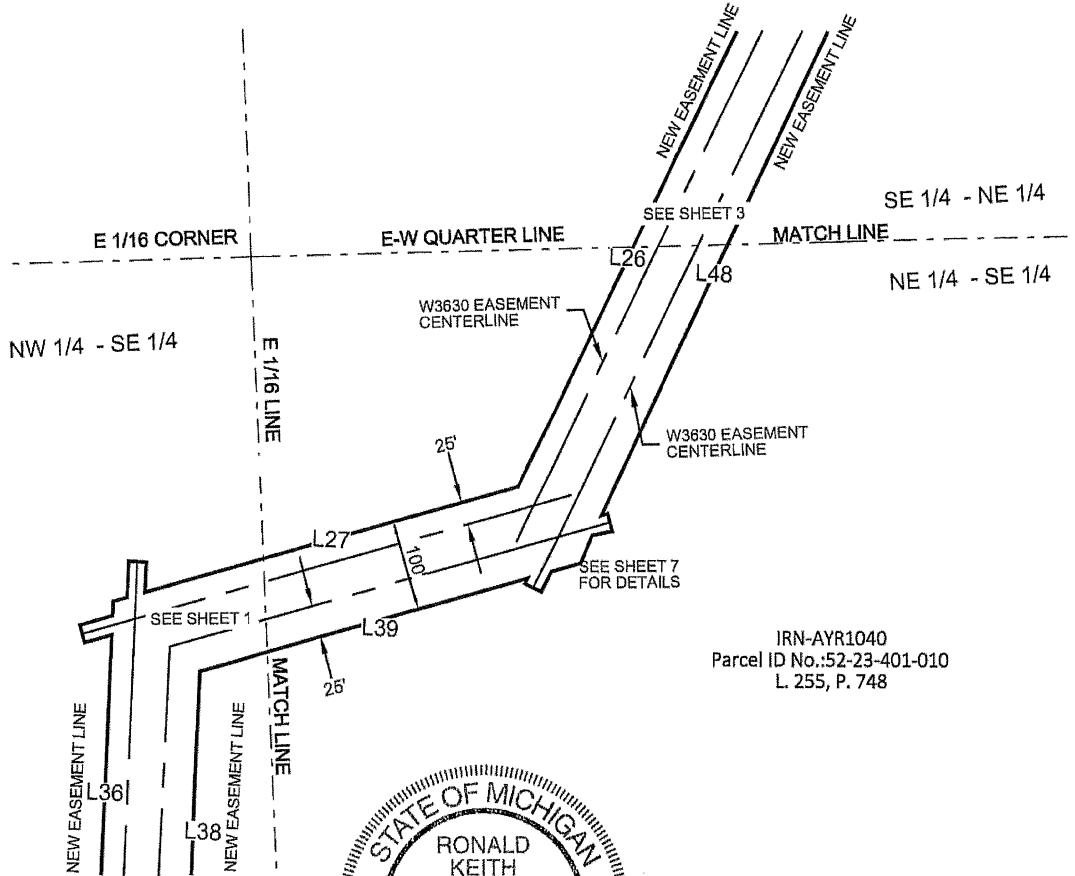 NEW EASEMENT LINE
NEW EASEMENT LINE
SE 1/4 - NE 1/4
SEE SHEET 3
E 1/16 CORNER
E-W QUARTER LINE
MATCH LINE
L26
L48
NE 1/4 - SE 1/4
W3630 EASEMENT
CENTERLINE
NW 1/4 - SE 1/4
E 1/16 LINE
W3630 EASEMENT
CENTERLINE
25'
L27
100'
SEE SHEET 7
FOR DETAILS
SEE SHEET 1
L39
25'
IRN-AYR1040
Parcel ID No.:52-23-401-010
L. 255, P. 748
MATCH LINE
NEW EASEMENT LINE
L36
L38
NEW EASEMENT LINE
STATE OF MICHIGAN
RONALD
KEITH